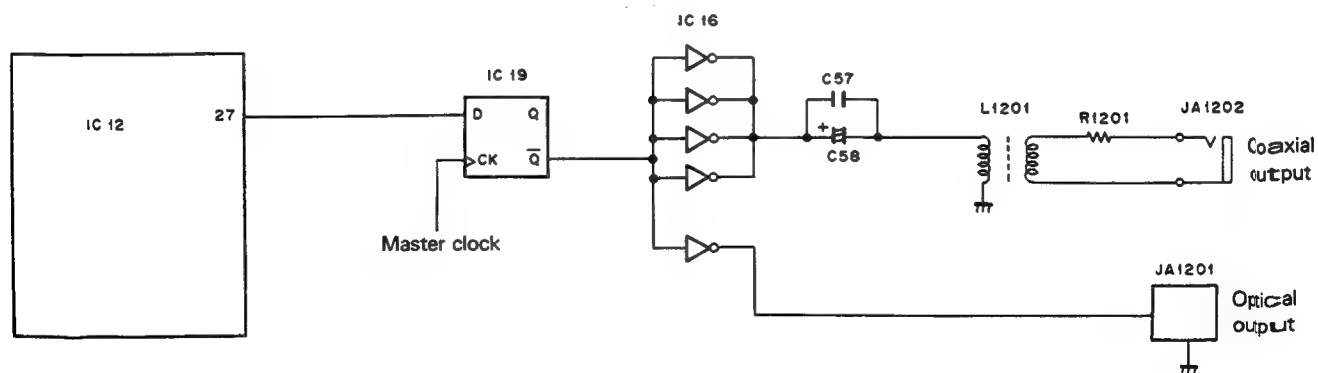 IC 16
IC 19
C57
IC 12
27
D
Q
L1201
R1201
JA1202
+
CK
Q̅
C58
Coaxial
output
Master clock
JA1201
Optical
ouput